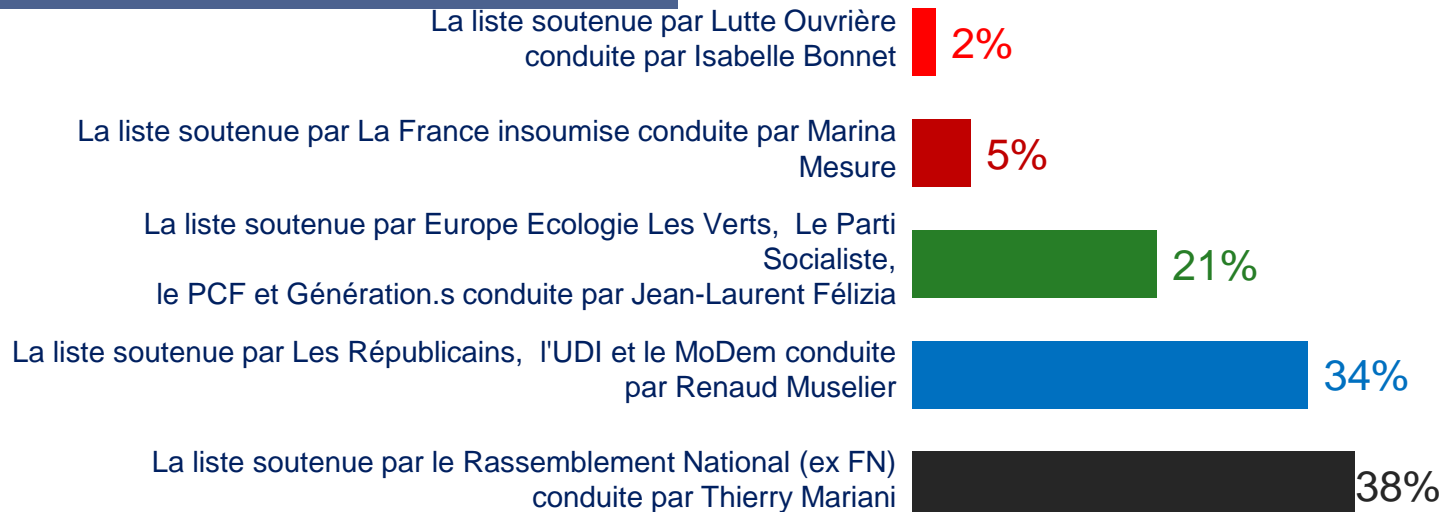 La liste soutenue par Lutte Ouvrière
conduite par Isabelle Bonnet
2%
La liste soutenue par La France insoumise conduite par Marina
Mesure
5%
La liste soutenue par Europe Ecologie Les Verts, Le Parti
Socialiste,
le PCF et Génération.s conduite par Jean-Laurent Félizia
21%
La liste soutenue par Les Républicains, l'UDI et le MoDem conduite
par Renaud Muselier
34%
La liste soutenue par le Rassemblement National (ex FN)
conduite par Thierry Mariani
38%